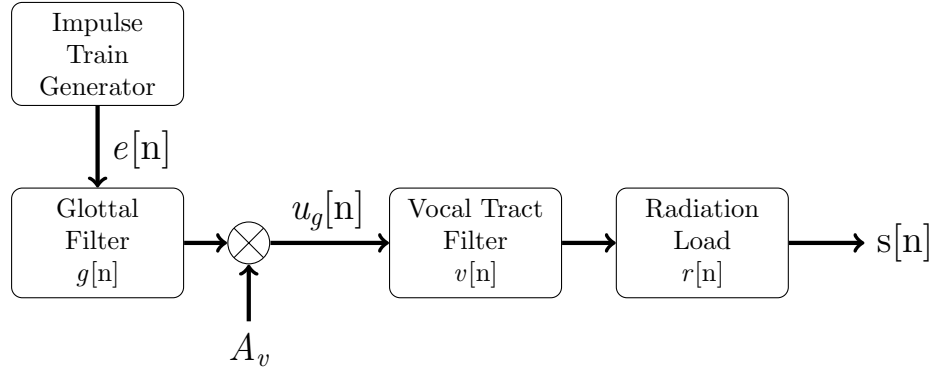 Impulse
Train
Generator
e[n]
Glottal
Filter
g[n]
u_g[n]
A_v
Vocal Tract
Filter
v[n]
Radiation
Load
r[n]
s[n]